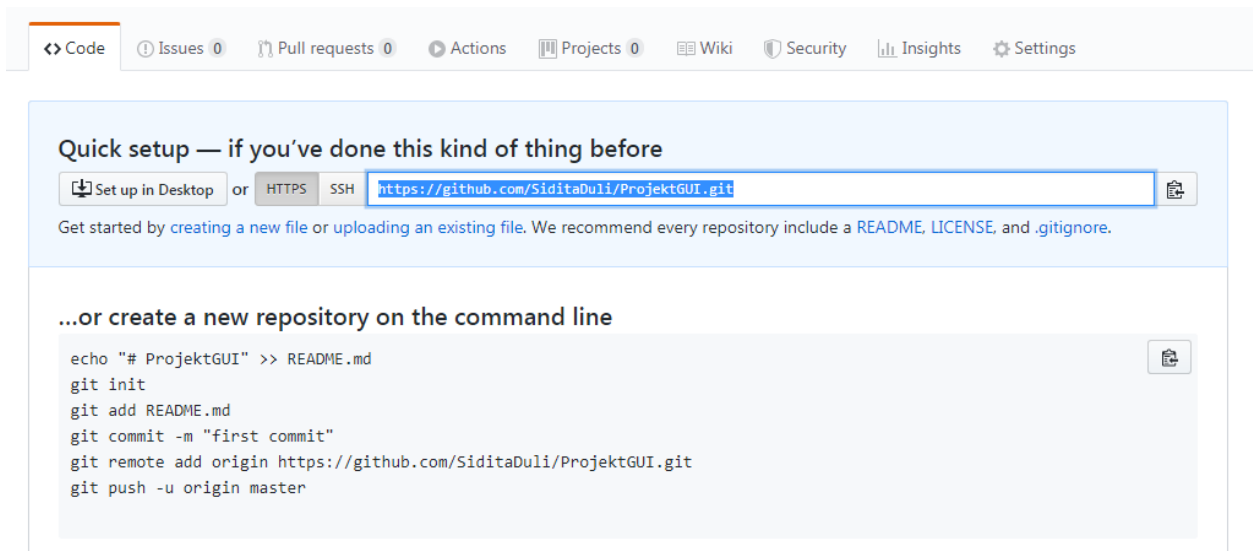 Code Issues 0 Pull requests 0 Actions Projects 0 Wiki Security Insights Settings
Quick setup — if you've done this kind of thing before
Set up in Desktop or HTTPS SSH https://github.com/SiditaDuli/ProjektGUI.git
Get started by creating a new file or uploading an existing file. We recommend every repository include a README, LICENSE, and .gitignore.
...or create a new repository on the command line
echo "# ProjektGUI" >> README.md
git init
git add README.md
git commit -m "first commit"
git remote add origin https://github.com/SiditaDuli/ProjektGUI.git
git push -u origin master